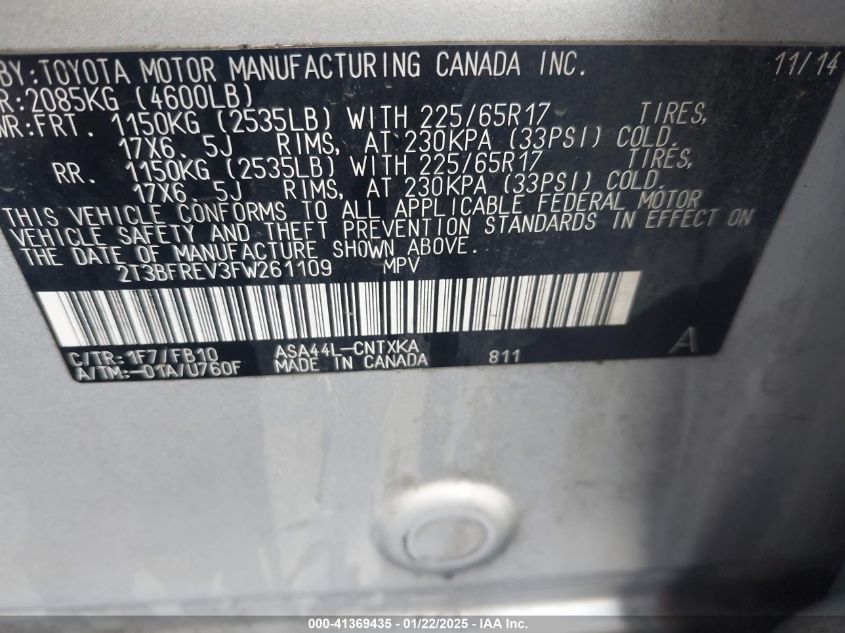 BY:TOYOTA MOTOR MANUFACTURING CANADA INC. 11/14
R:2085KG (4600LB)
WR:FRT. 1150KG (2535LB) WITH 225/65R17 TIRES,
17X6.5J RIMS, AT 230KPA (33PSI) COLD.
RR. 1150KG (2535LB) WITH 225/65R17 TIRES,
17X6.5J RIMS, AT 230KPA (33PSI) COLD.
THIS VEHICLE CONFORMS TO ALL APPLICABLE FEDERAL MOTOR
VEHICLE SAFETY AND THEFT PREVENTION STANDARDS IN EFFECT ON
THE DATE OF MANUFACTURE SHOWN ABOVE.
2T3BFREV3FW261109 MPV
C/TR:1F7/FB10 ASA44L-CNTXKA A
A/TM:-01A/U760F MADE IN CANADA 811
000-41369435 - 01/22/2025 - IAA Inc.